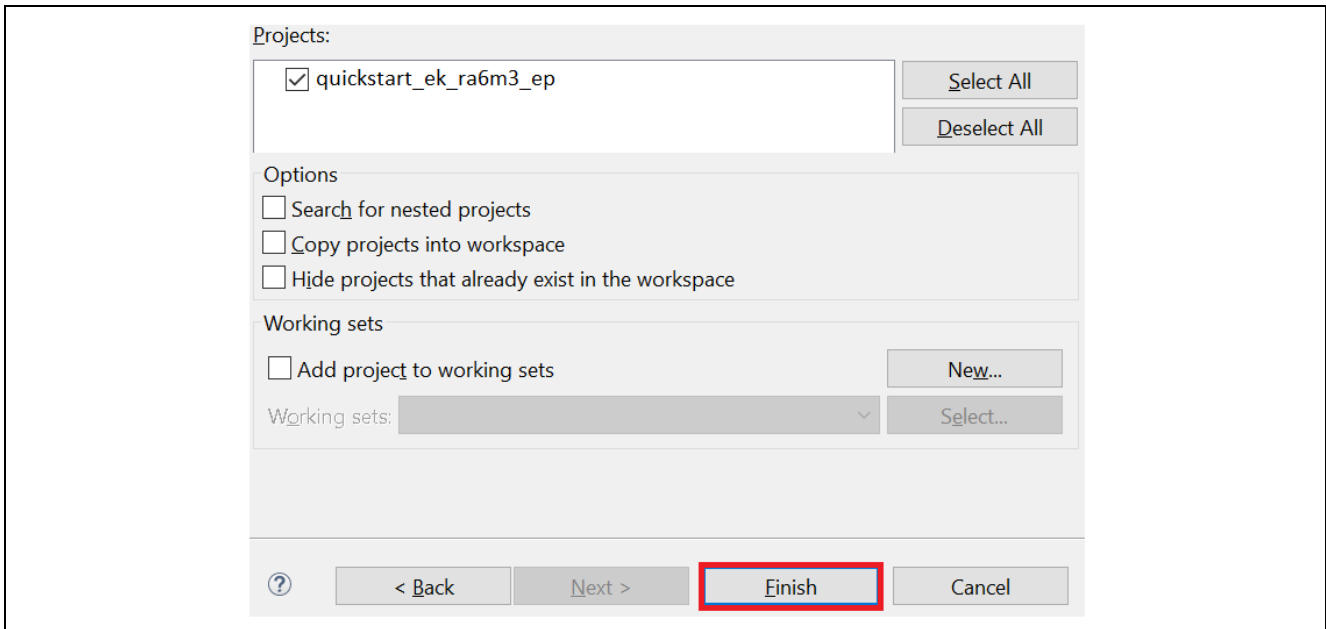 Projects:
quickstart_ek_ra6m3_ep
Select All
Deselect All
Options
Search for nested projects
Copy projects into workspace
Hide projects that already exist in the workspace
Working sets
Add project to working sets
New...
Working sets:
Select...
?
< Back
Next >
Finish
Cancel